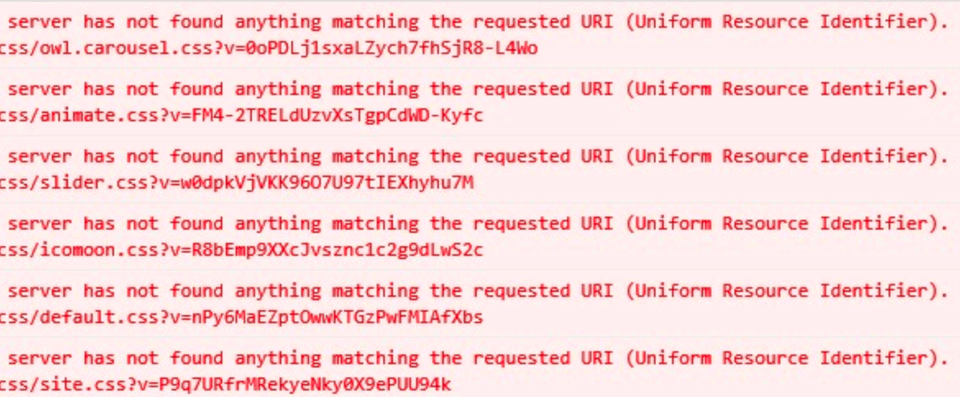 server has not found anything matching the requested URI (Uniform Resource Identifier).
css/owl.carousel.css?v=0oPDLj1sxaLZych7fhSjR8-L4Wo
server has not found anything matching the requested URI (Uniform Resource Identifier).
css/animate.css?v=FM4-2TRELdUzvXsTgpCdWD-Kyfc
server has not found anything matching the requested URI (Uniform Resource Identifier).
css/slider.css?v=w0dpkVjVKK96O7U97tIEXhyhu7M
server has not found anything matching the requested URI (Uniform Resource Identifier).
css/icomoon.css?v=R8bEmp9XXcJvsznc1c2g9dLwS2c
server has not found anything matching the requested URI (Uniform Resource Identifier).
css/default.css?v=nPy6MaEZptOwwKTGzPwFMIAfXbs
server has not found anything matching the requested URI (Uniform Resource Identifier).
css/site.css?v=P9q7URfrMRekyeNky0X9ePUU94k